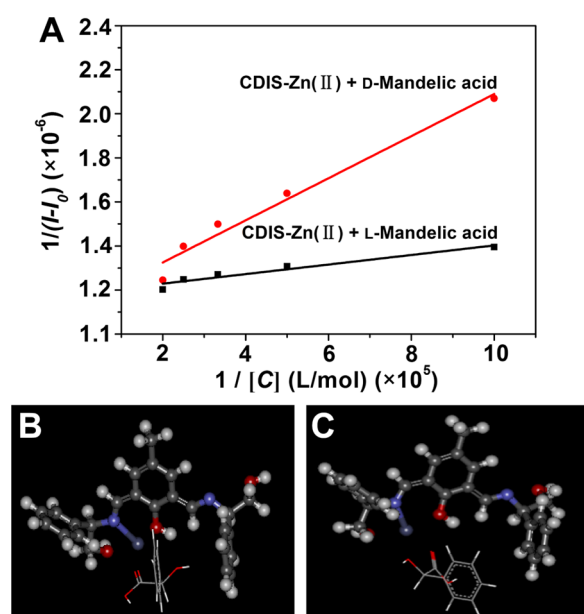 A
2.4
2.2
2.0
1.8
1.6
1.4
1.2
1.1
1/(I-I₀) (×10⁻⁶)
CDIS-Zn(Ⅱ) + D-Mandelic acid
CDIS-Zn(Ⅱ) + L-Mandelic acid
2 4 6 8 10
1 / [C] (L/mol) (×10⁵)
B
C